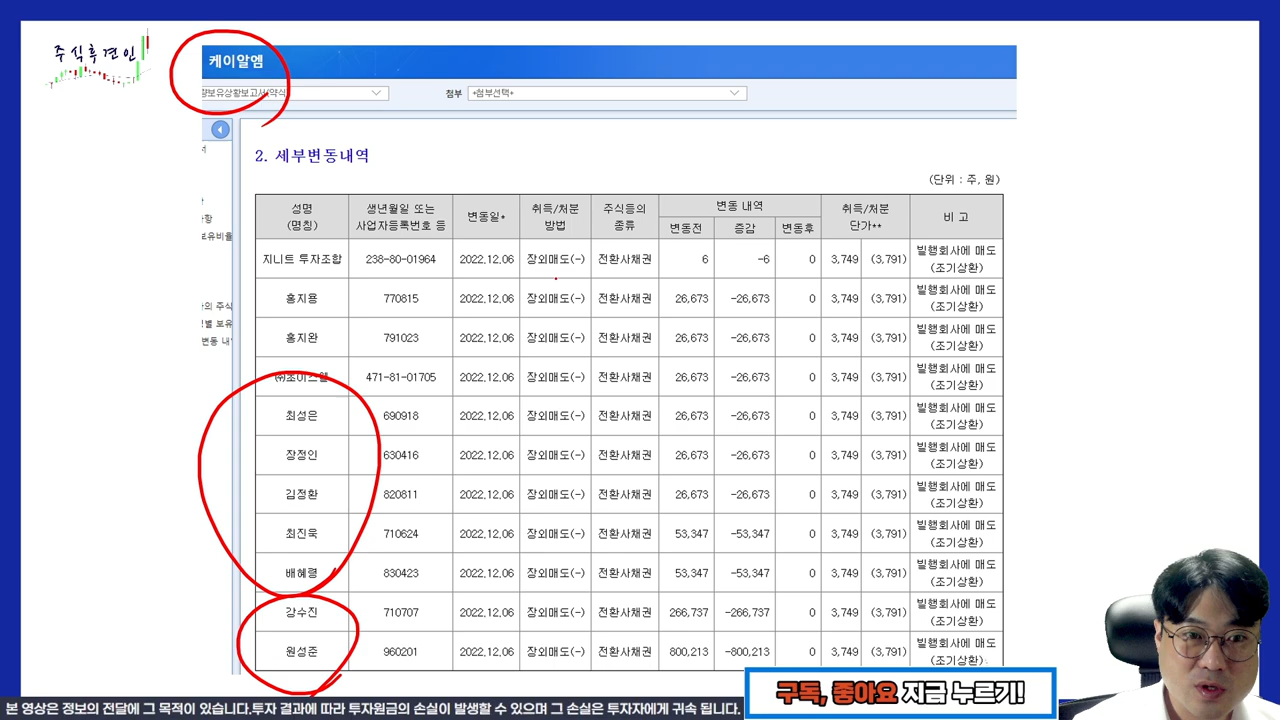 주식후견인
케이알엠
첨부 +첨부선택+
2. 세부변동내역
(단위 : 주, 원)
성명 (명칭) 생년월일 또는 사업자등록번호 등 변동일* 취득/처분 방법 주식등의 종류 변동 내역 취득/처분 단가** 비 고
변동전 증감 변동후
지니트 투자조합 238-80-01964 2022.12.06 장외매도(-) 전환사채권 6 -6 0 3,749 (3,791) 발행회사에 매도 (조기상환)
홍지용 770815 2022.12.06 장외매도(-) 전환사채권 26,673 -26,673 0 3,749 (3,791) 발행회사에 매도 (조기상환)
홍지완 791023 2022.12.06 장외매도(-) 전환사채권 26,673 -26,673 0 3,749 (3,791) 발행회사에 매도 (조기상환)
471-81-01705 2022.12.06 장외매도(-) 전환사채권 26,673 -26,673 0 3,749 (3,791) 발행회사에 매도 (조기상환)
최성은 690918 2022.12.06 장외매도(-) 전환사채권 26,673 -26,673 0 3,749 (3,791) 발행회사에 매도 (조기상환)
장정인 630416 2022.12.06 장외매도(-) 전환사채권 26,673 -26,673 0 3,749 (3,791) 발행회사에 매도 (조기상환)
김정환 820811 2022.12.06 장외매도(-) 전환사채권 26,673 -26,673 0 3,749 (3,791) 발행회사에 매도 (조기상환)
최진욱 710624 2022.12.06 장외매도(-) 전환사채권 53,347 -53,347 0 3,749 (3,791) 발행회사에 매도 (조기상환)
배혜령 830423 2022.12.06 장외매도(-) 전환사채권 53,347 -53,347 0 3,749 (3,791) 발행회사에 매도 (조기상환)
강수진 710707 2022.12.06 장외매도(-) 전환사채권 266,737 -266,737 0 3,749 (3,791) 발행회사에 매도 (조기상환)
원성준 960201 2022.12.06 장외매도(-) 전환사채권 800,213 -800,213 0 3,749 (3,791) 발행회사에 매도 (조기상환)
구독, 좋아요 지금 누르기!
본 영상은 정보의 전달에 그 목적이 있습니다.투자 결과에 따라 투자원금의 손실이 발생할 수 있으며 그 손실은 투자자에게 귀속 됩니다.